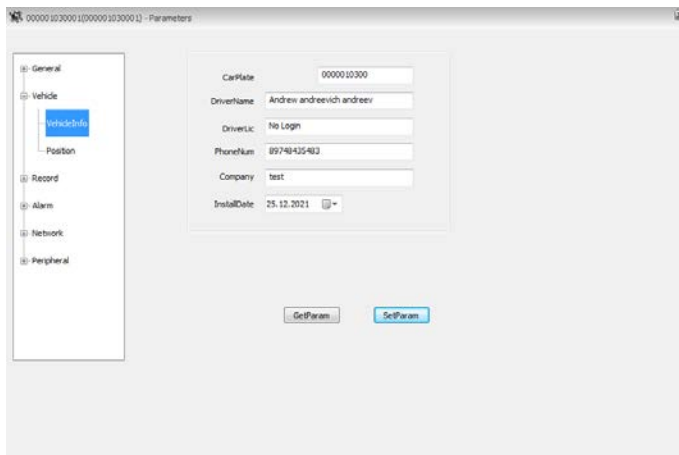 000001030001(000001030001) - Parameters
General
Vehicle
VehicleInfo
Position
Record
Alarm
Network
Peripheral
CarPlate 0000010300
DriverName Andrew andreevich andreev
DriverLic No Login
PhoneNum 89748435483
Company test
InstallDate 25.12.2021
GetParam SetParam